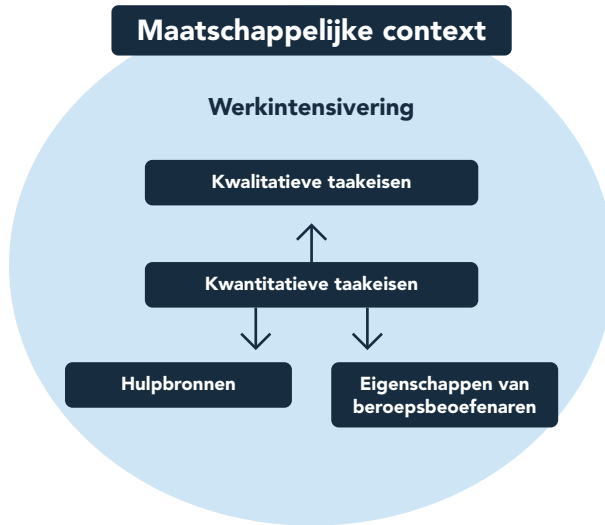 Maatschappelijke context
Werkintensivering
Kwalitatieve taakeisen
Kwantitatieve taakeisen
Hulpbronnen
Eigenschappen van
beroepsbeoefenaren